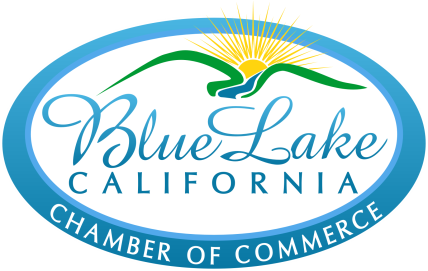 Blue Lake
CALIFORNIA
CHAMBER OF COMMERCE